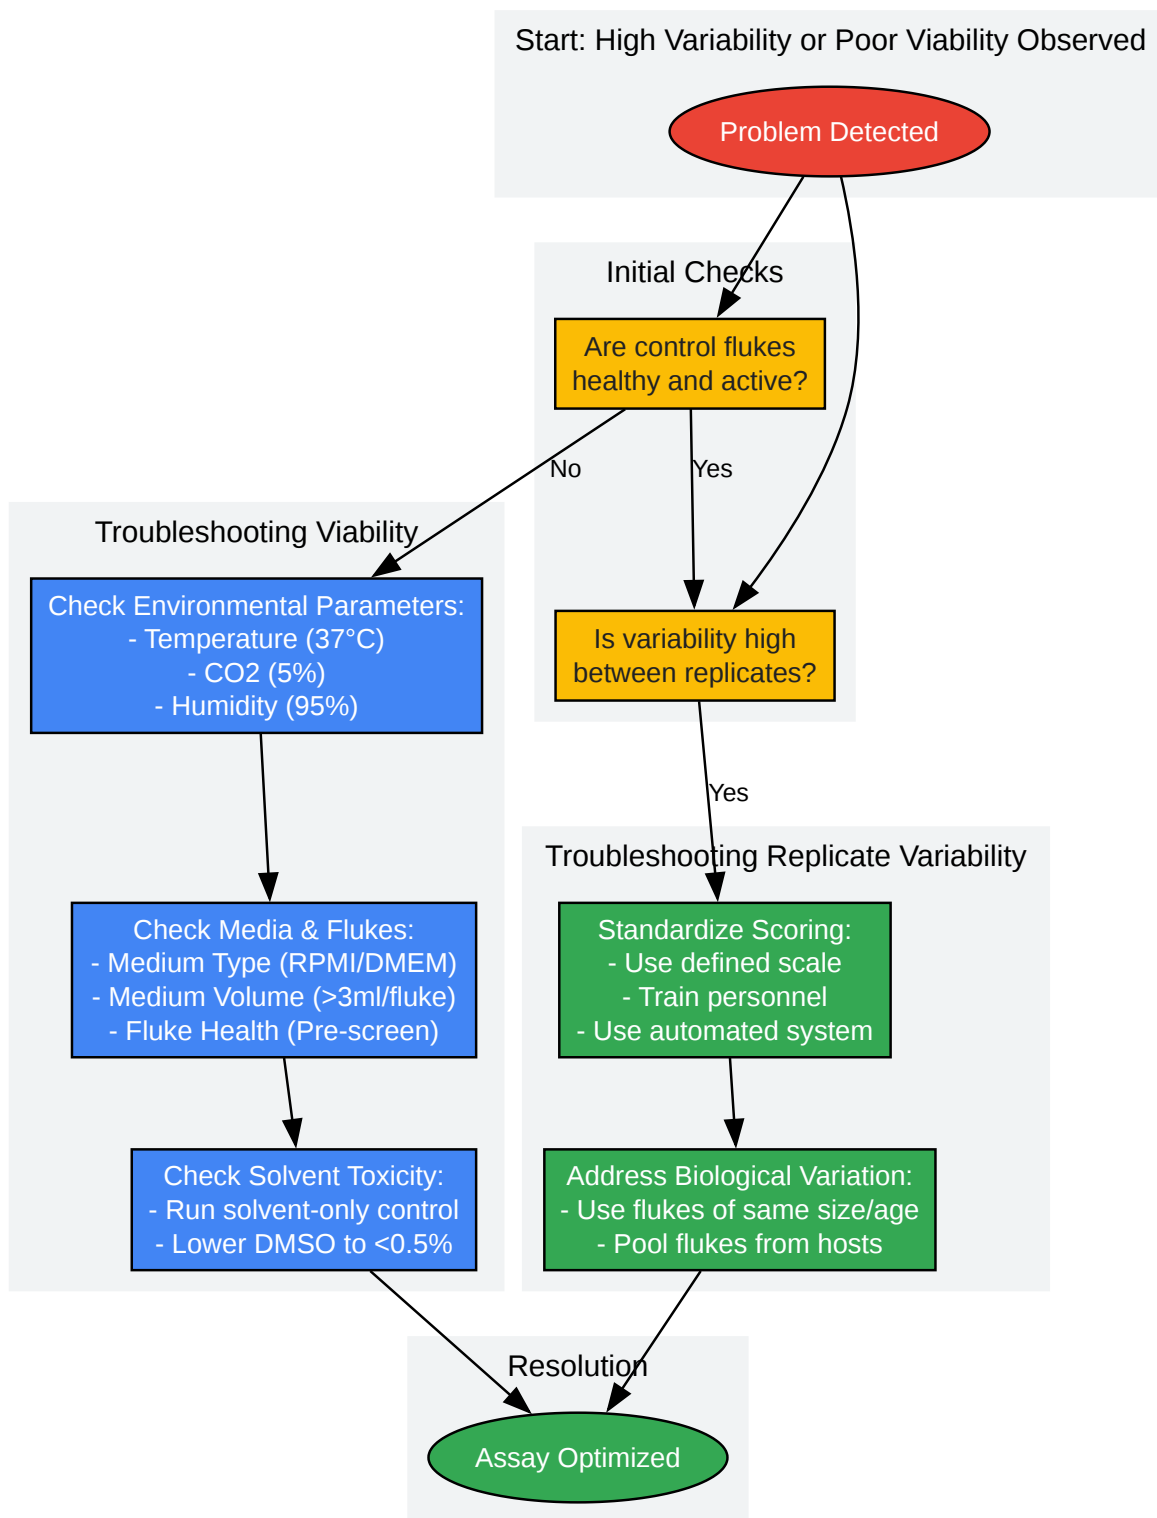 Start: High Variability or Poor Viability Observed
Problem Detected
Initial Checks
Are control flukes
healthy and active?
No
Yes
Troubleshooting Viability
Check Environmental Parameters:
- Temperature (37°C)
- CO2 (5%)
- Humidity (95%)
Is variability high
between replicates?
Yes
Troubleshooting Replicate Variability
Check Media & Flukes:
- Medium Type (RPMI/DMEM)
- Medium Volume (>3ml/fluke)
- Fluke Health (Pre-screen)
Standardize Scoring:
- Use defined scale
- Train personnel
- Use automated system
Check Solvent Toxicity:
- Run solvent-only control
- Lower DMSO to <0.5%
Address Biological Variation:
- Use flukes of same size/age
- Pool flukes from hosts
Resolution
Assay Optimized